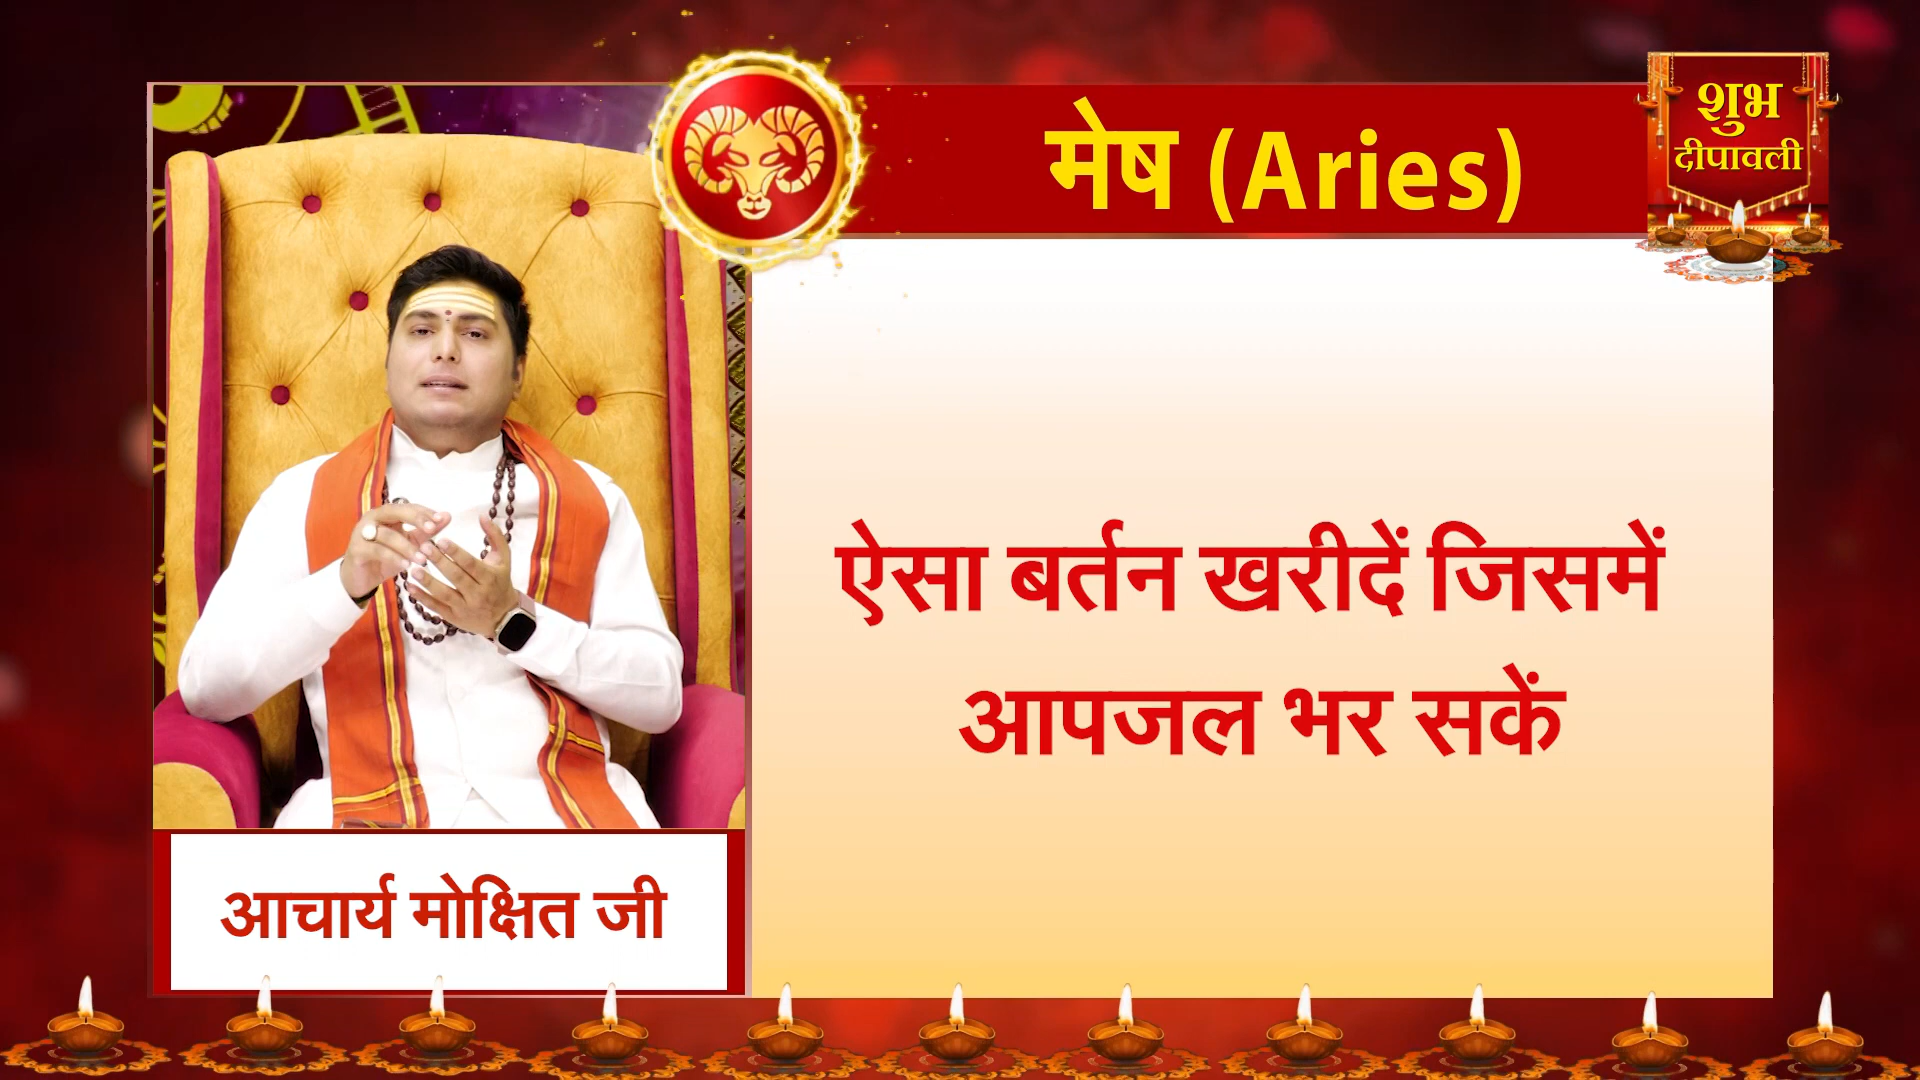 मेष (Aries)
शुभ
दीपावली
ऐसा बर्तन खरीदें जिसमें
आपजल भर सकें
आचार्य मोक्षित जी